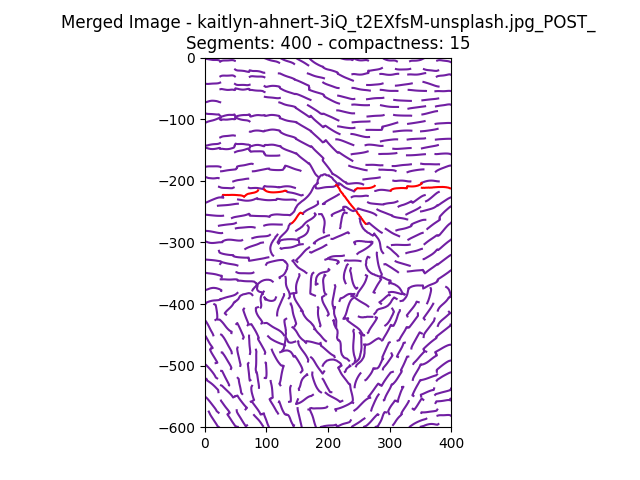 Merged Image - kaitlyn-ahnert-3iQ_t2EXfsM-unsplash.jpg_POST_
Segments: 400 - compactness: 15
0
−100
−200
−300
−400
−500
−600
0 100 200 300 400